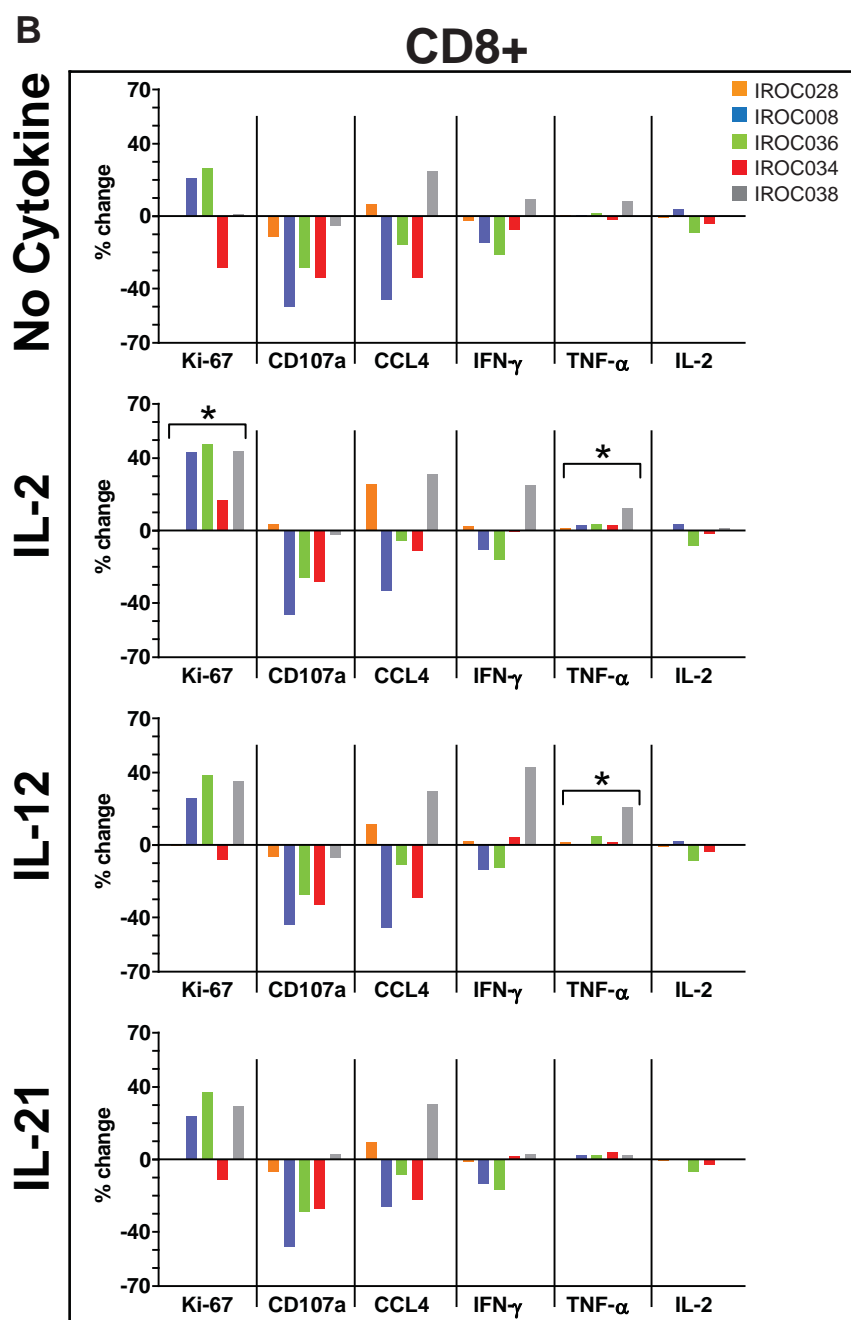 B
CD8+
No Cytokine
% change
70
40
0
-40
-70
IROC028
IROC008
IROC036
IROC034
IROC038
Ki-67 CD107a CCL4 IFN-γ TNF-α IL-2
IL-2
% change
70
40
0
-40
-70
*
*
Ki-67 CD107a CCL4 IFN-γ TNF-α IL-2
IL-12
% change
70
40
0
-40
-70
*
Ki-67 CD107a CCL4 IFN-γ TNF-α IL-2
IL-21
% change
70
40
0
-40
-70
Ki-67 CD107a CCL4 IFN-γ TNF-α IL-2